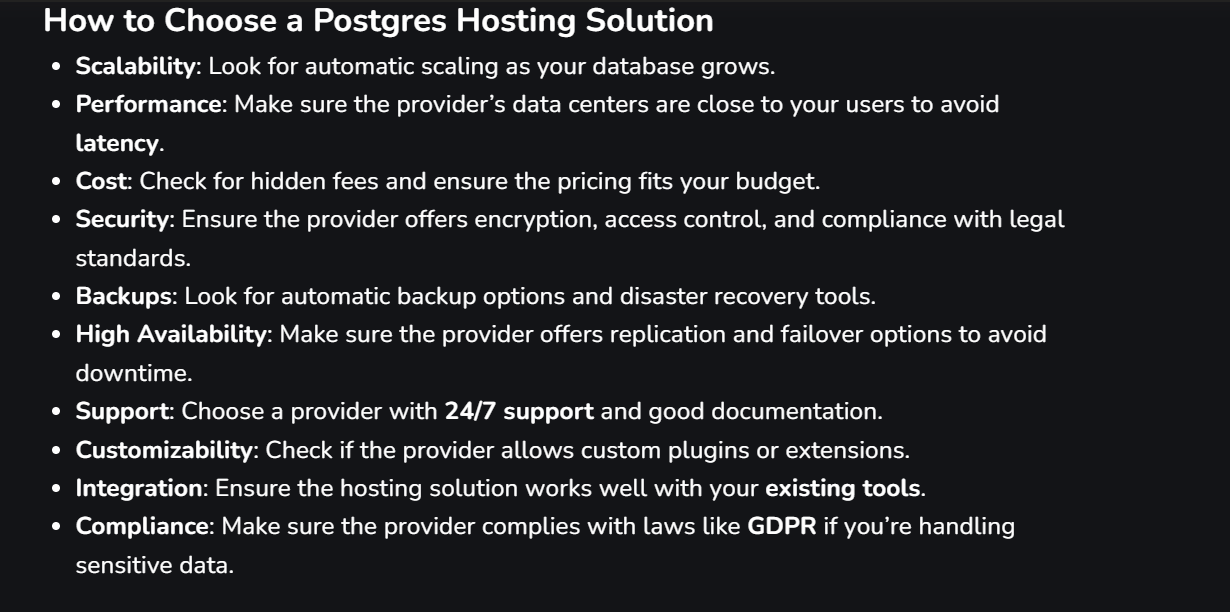 How to Choose a Postgres Hosting Solution
• Scalability: Look for automatic scaling as your database grows.
• Performance: Make sure the provider’s data centers are close to your users to avoid
latency.
• Cost: Check for hidden fees and ensure the pricing fits your budget.
• Security: Ensure the provider offers encryption, access control, and compliance with legal
standards.
• Backups: Look for automatic backup options and disaster recovery tools.
• High Availability: Make sure the provider offers replication and failover options to avoid
downtime.
• Support: Choose a provider with 24/7 support and good documentation.
• Customizability: Check if the provider allows custom plugins or extensions.
• Integration: Ensure the hosting solution works well with your existing tools.
• Compliance: Make sure the provider complies with laws like GDPR if you’re handling
sensitive data.